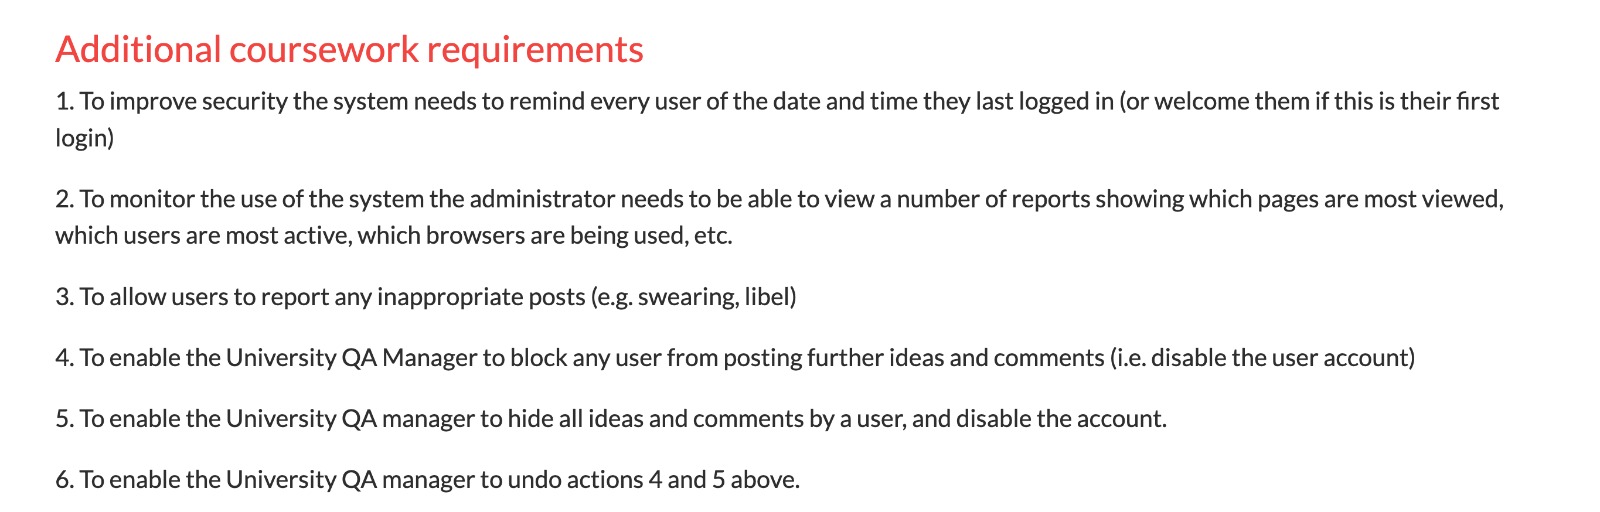 Additional coursework requirements
1. To improve security the system needs to remind every user of the date and time they last logged in (or welcome them if this is their first
login)
2. To monitor the use of the system the administrator needs to be able to view a number of reports showing which pages are most viewed,
which users are most active, which browsers are being used, etc.
3. To allow users to report any inappropriate posts (e.g. swearing, libel)
4. To enable the University QA Manager to block any user from posting further ideas and comments (i.e. disable the user account)
5. To enable the University QA manager to hide all ideas and comments by a user, and disable the account.
6. To enable the University QA manager to undo actions 4 and 5 above.